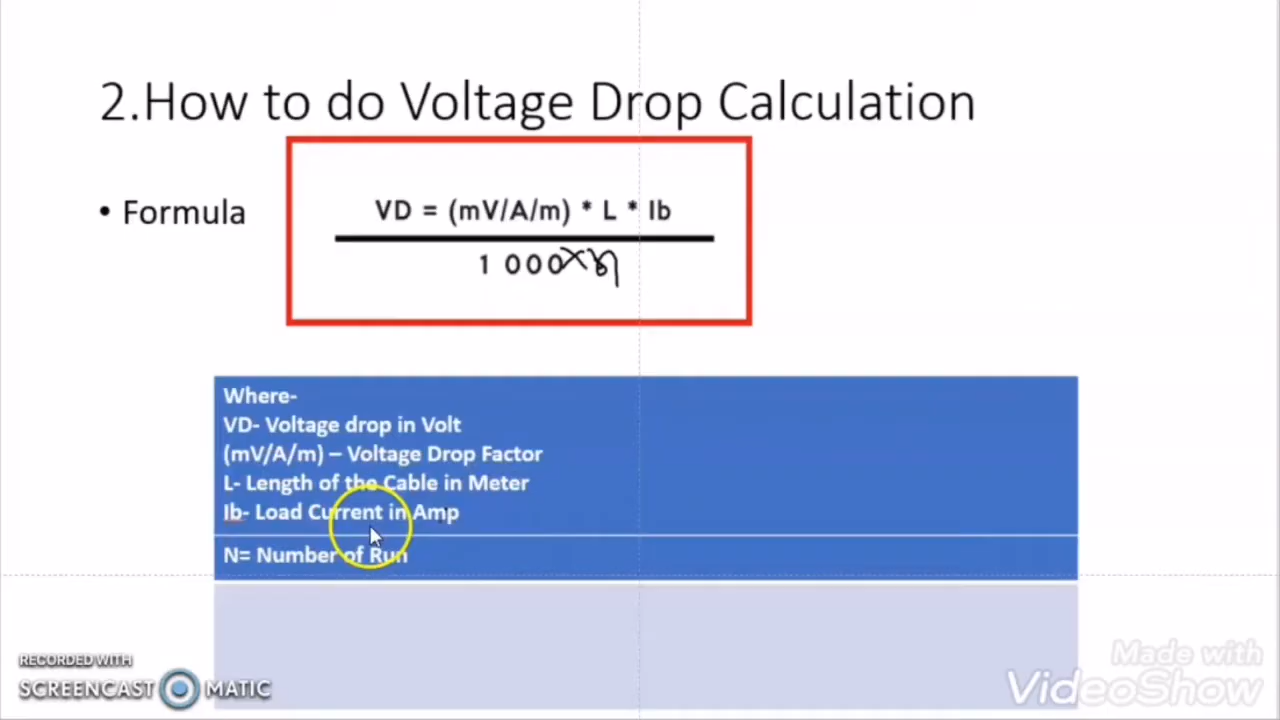 2.How to do Voltage Drop Calculation
• Formula
VD = (mV/A/m) * L * Ib
1 000 ×
Where-
VD- Voltage drop in Volt
(mV/A/m) – Voltage Drop Factor
L- Length of the Cable in Meter
Ib- Load Current in Amp
N= Number of Run
RECORDED WITH
SCREENCAST MATIC
Made with
VideoShow